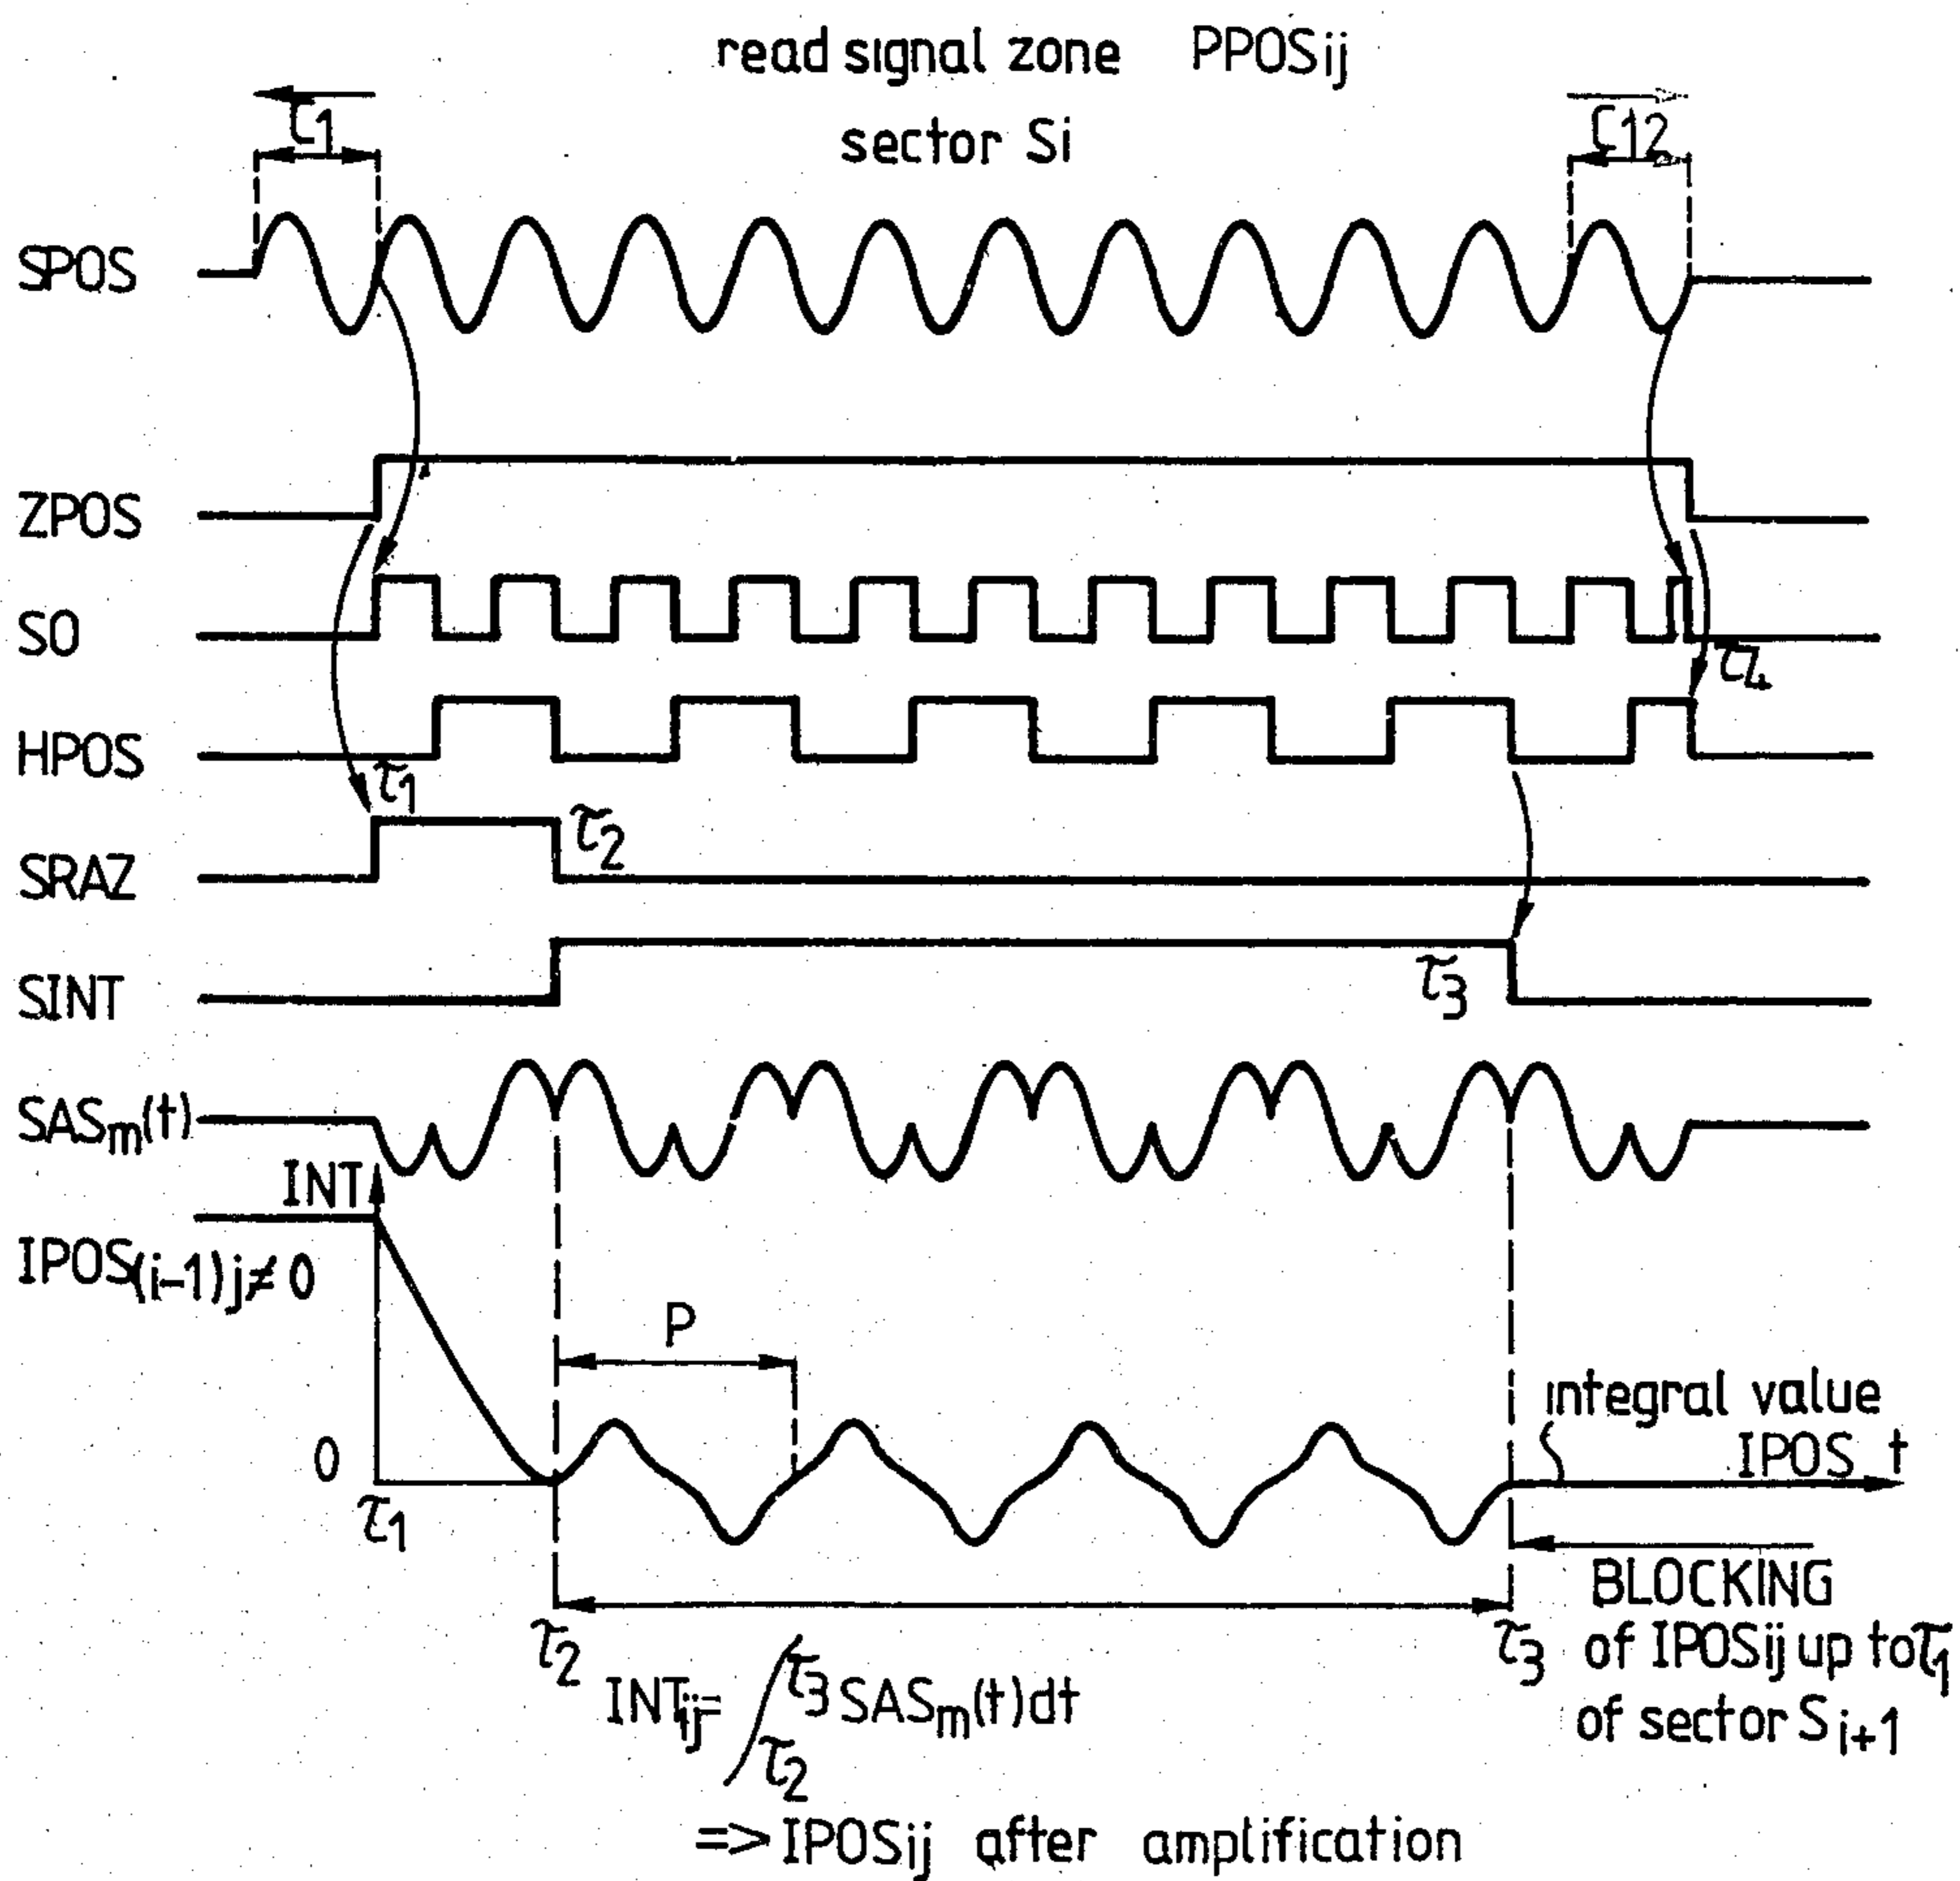 read signal zone PPOSij
C1
sector Si
C12
SPOS
ZPOS
SO
τ4
HPOS
τ1
τ2
SRAZ
SINT
τ3
SASm(t)
INT
IPOS(i-1)j≠0
P
integral value
IPOS t
0
τ1
BLOCKING
τ2
τ3
of IPOSij up to τ1
of sector Si+1
INTij= ∫τ2τ3 SASm(t)dt
=> IPOSij after amplification